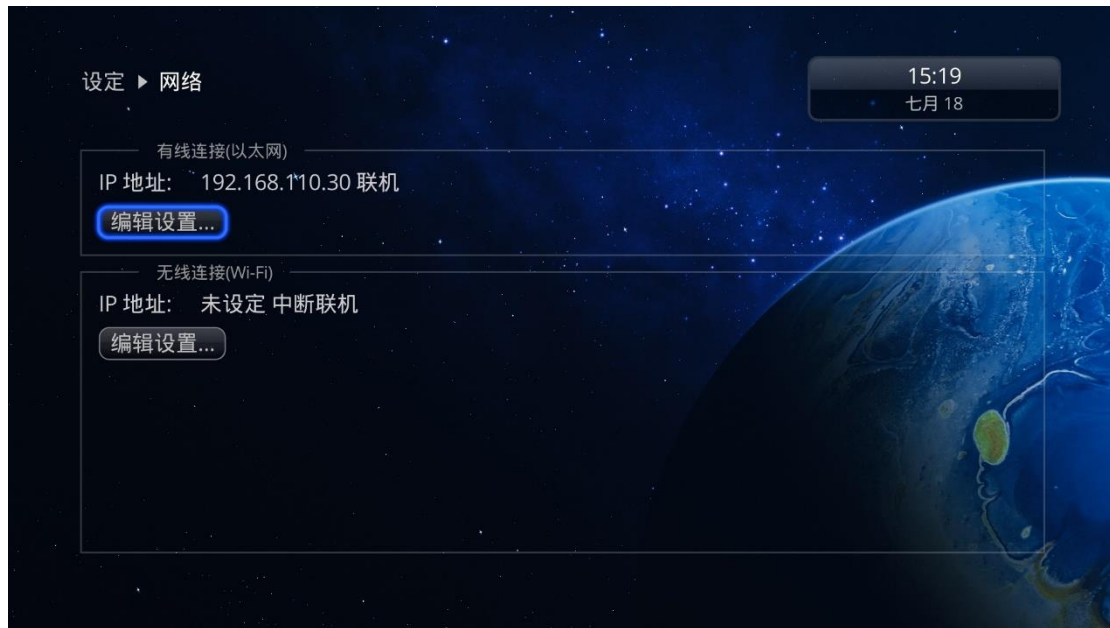 设定 ▶ 网络
15:19
七月 18
有线连接(以太网)
IP 地址: 192.168.110.30 联机
编辑设置...
无线连接(Wi-Fi)
IP 地址: 未设定 中断联机
编辑设置...